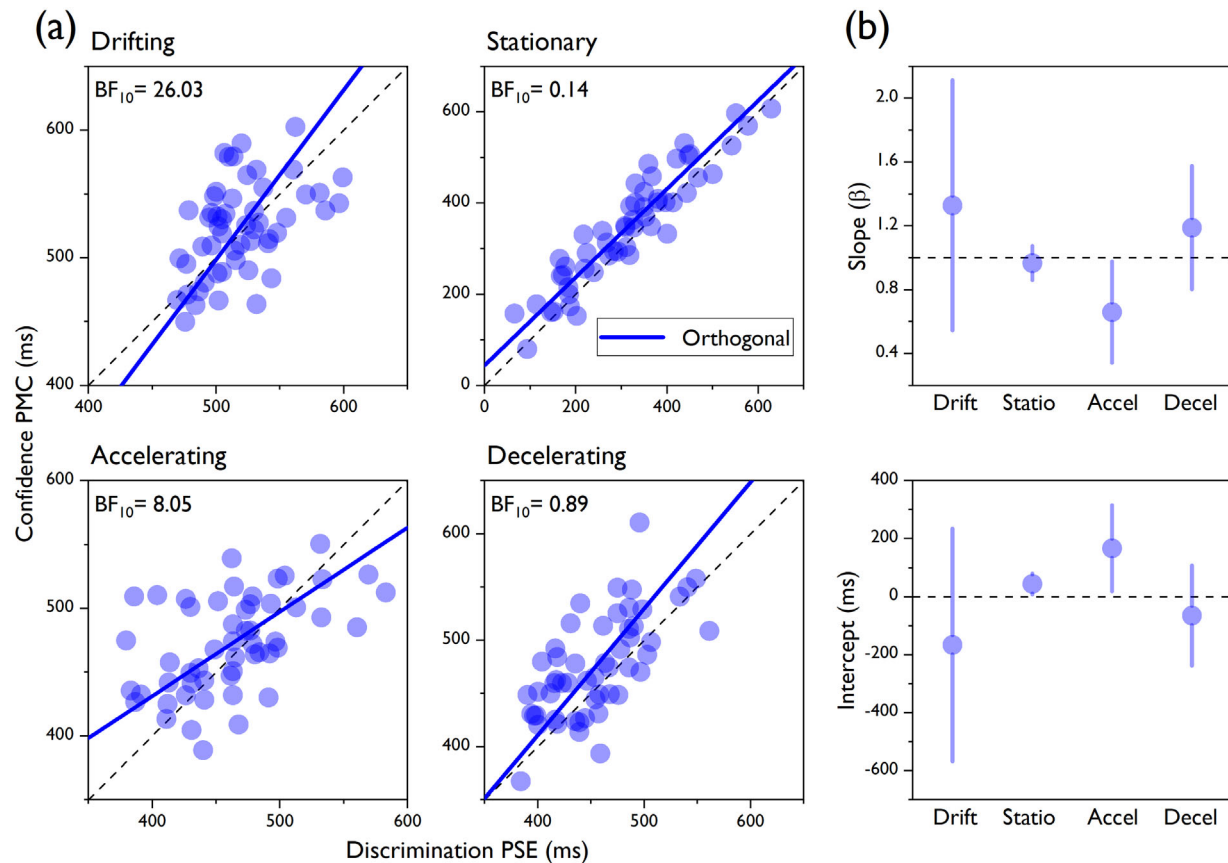 (a)
Drifting
Stationary
(b)
BF10= 26.03
BF10= 0.14
600
500
400
400
500
600
600
400
200
0
0
200
400
600
Orthogonal
2.0
1.6
1.2
0.8
0.4
Slope (β)
Drift
Statio
Accel
Decel
Confidence PMC (ms)
Accelerating
Decelerating
BF10= 8.05
BF10= 0.89
600
500
400
400
500
600
600
500
400
400
500
600
400
200
0
-200
-400
-600
Intercept (ms)
Drift
Statio
Accel
Decel
Discrimination PSE (ms)